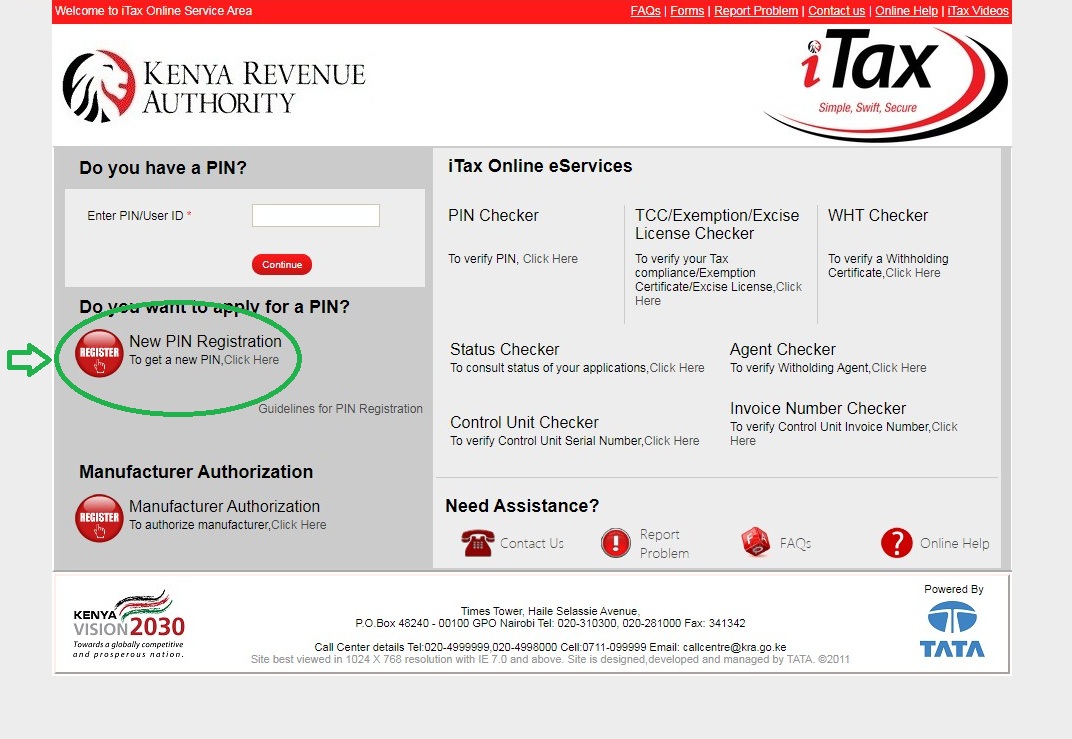 Welcome to iTax Online Service Area
FAQs | Forms | Report Problem | Contact us | Online Help | iTax Videos
KENYA REVENUE
AUTHORITY
iTax
Simple, Swift, Secure
Do you have a PIN?
Enter PIN/User ID *
Continue
Do you want to apply for a PIN?
REGISTER
New PIN Registration
To get a new PIN,Click Here
Guidelines for PIN Registration
Manufacturer Authorization
REGISTER
Manufacturer Authorization
To authorize manufacturer,Click Here
iTax Online eServices
PIN Checker
To verify PIN, Click Here
TCC/Exemption/Excise
License Checker
To verify your Tax
compliance/Exemption
Certificate/Excise License,Click
Here
WHT Checker
To verify a Withholding
Certificate,Click Here
Status Checker
To consult status of your applications,Click Here
Agent Checker
To verify Witholding Agent,Click Here
Control Unit Checker
To verify Control Unit Serial Number,Click Here
Invoice Number Checker
To verify Control Unit Invoice Number,Click
Here
Need Assistance?
Contact Us
Report
Problem
FAQs
Online Help
KENYA
VISION 2030
Towards a globally competitive
and prosperous nation.
Times Tower, Haile Selassie Avenue,
P.O.Box 48240 - 00100 GPO Nairobi Tel: 020-310300, 020-281000 Fax: 341342
Call Center details Tel:020-4999999,020-4998000 Cell:0711-099999 Email: callcentre@kra.go.ke
Site best viewed in 1024 X 768 resolution with IE 7.0 and above. Site is designed,developed and managed by TATA. ©2011
Powered By
TATA